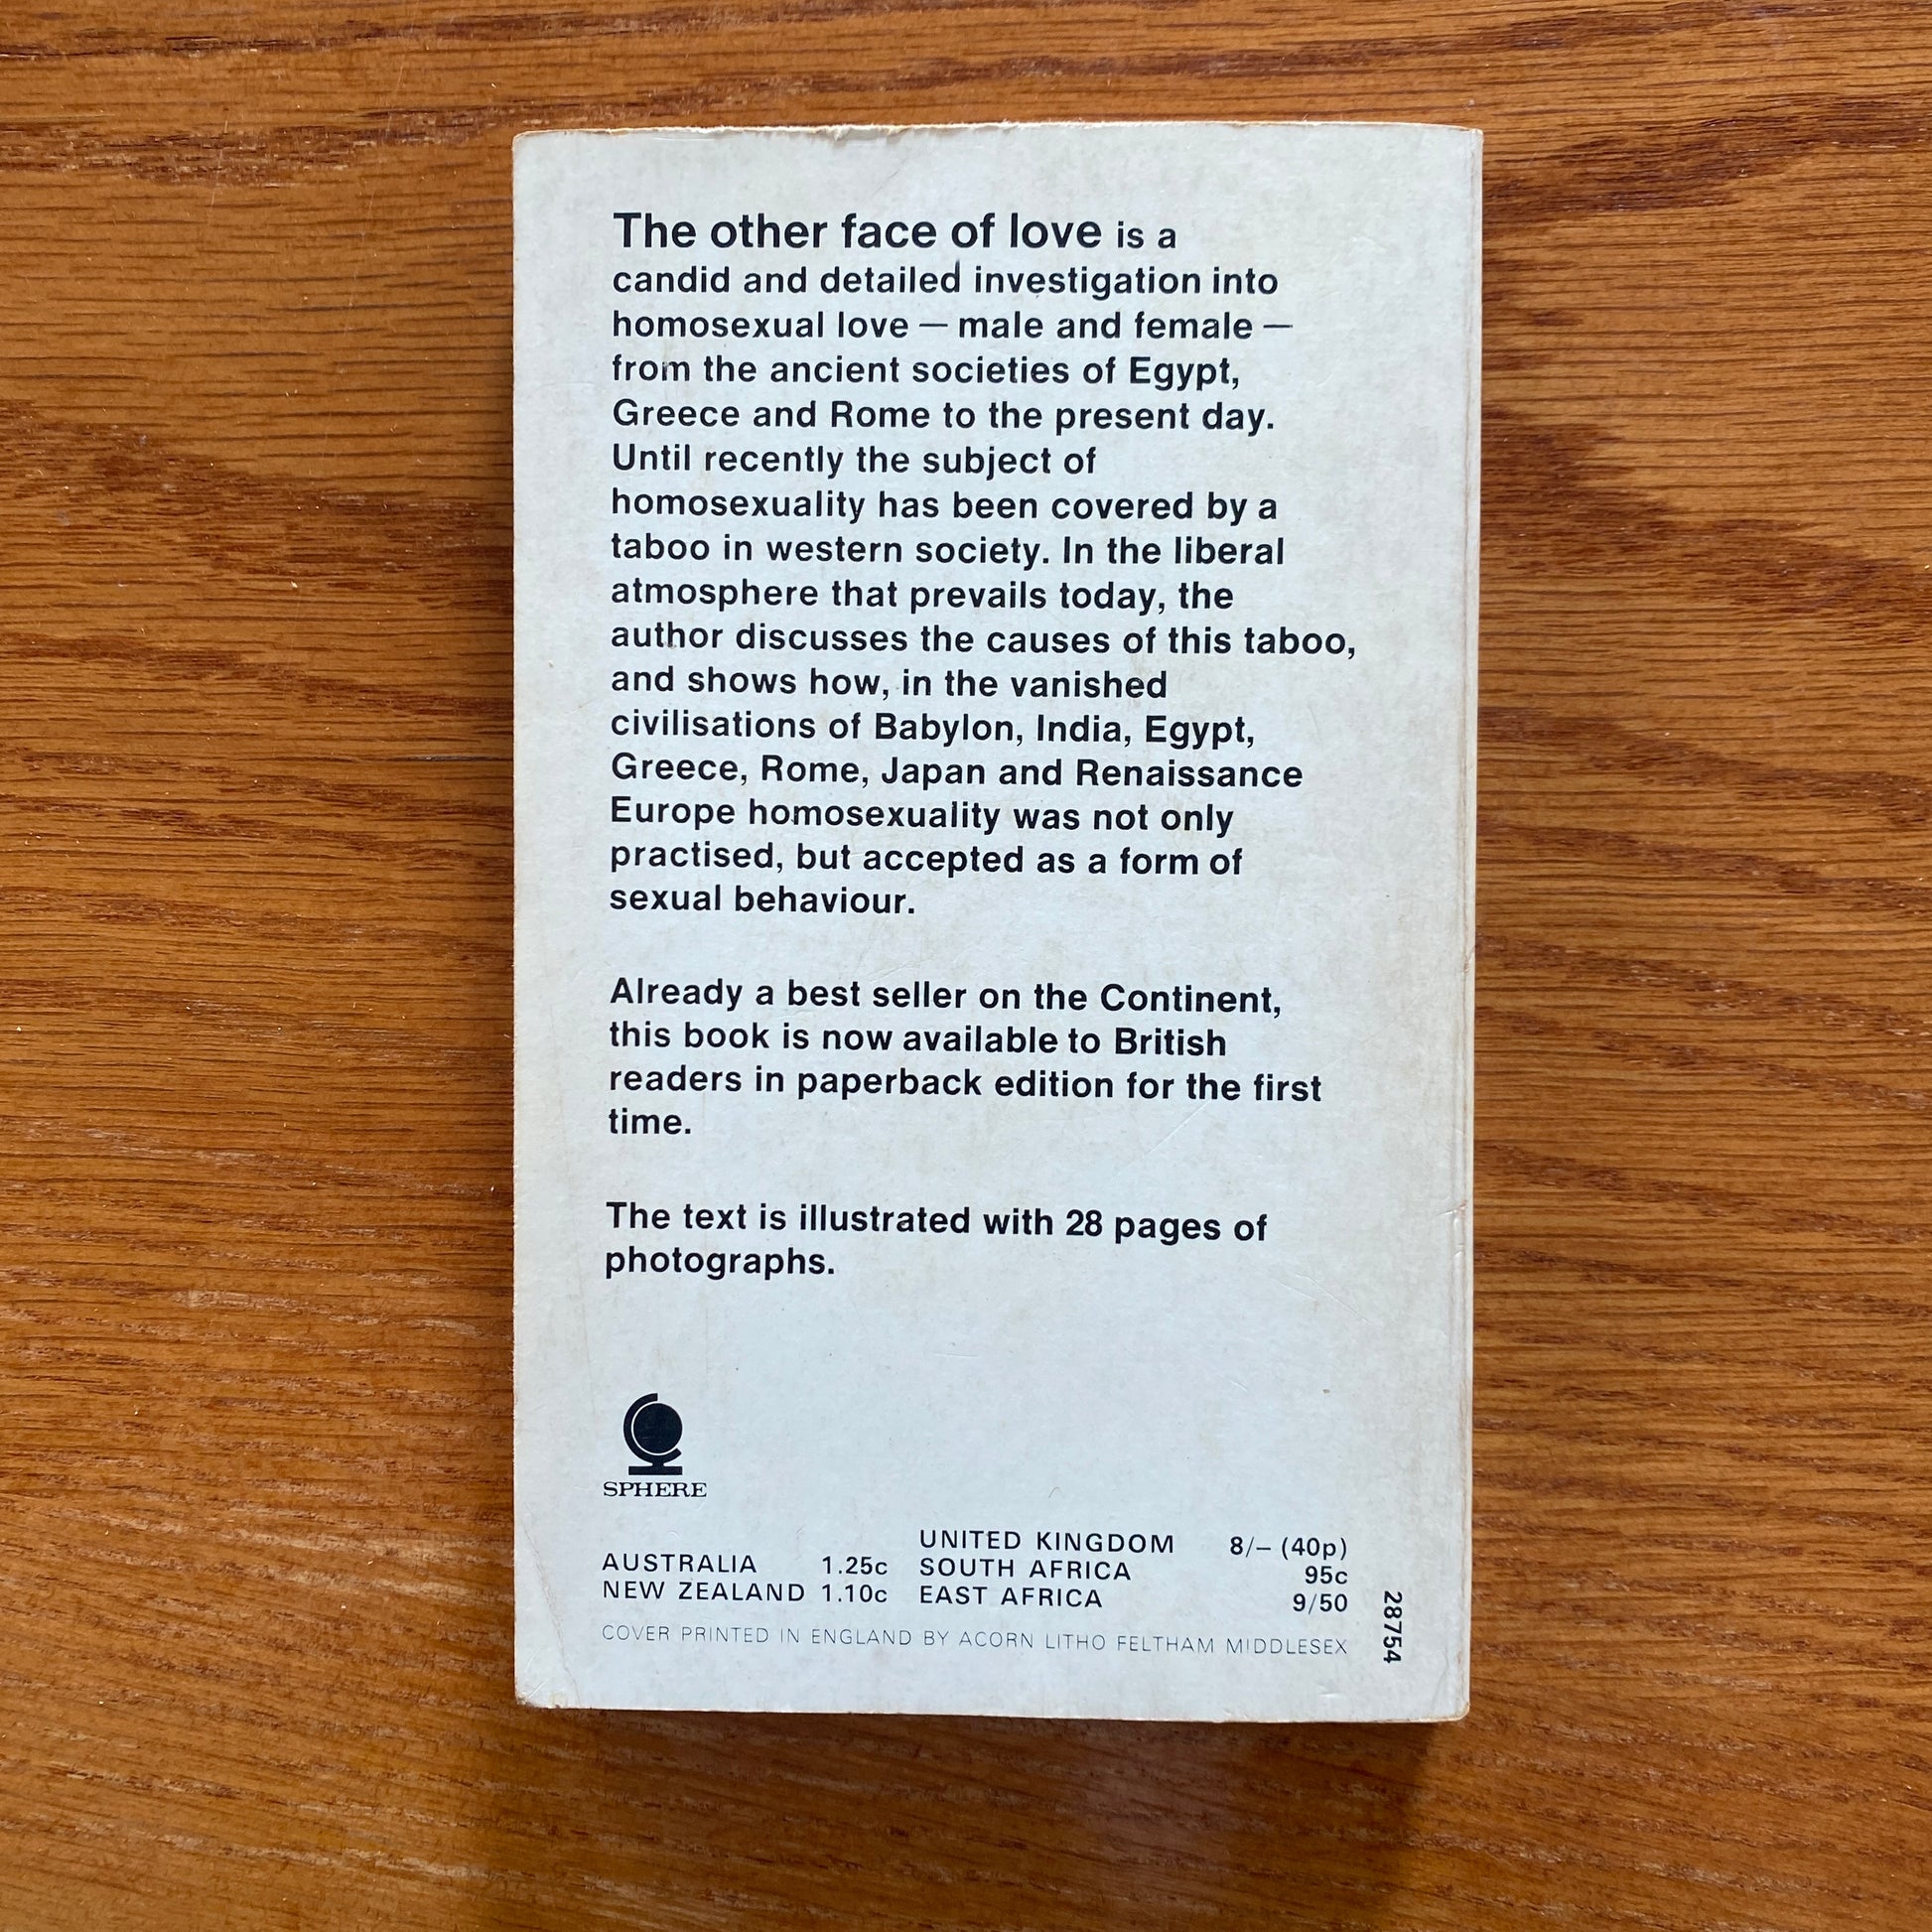 The other face of love is a
candid and detailed investigation into
homosexual love — male and female —
from the ancient societies of Egypt,
Greece and Rome to the present day.
Until recently the subject of
homosexuality has been covered by a
taboo in western society. In the liberal
atmosphere that prevails today, the
author discusses the causes of this taboo,
and shows how, in the vanished
civilisations of Babylon, India, Egypt,
Greece, Rome, Japan and Renaissance
Europe homosexuality was not only
practised, but accepted as a form of
sexual behaviour.
Already a best seller on the Continent,
this book is now available to British
readers in paperback edition for the first
time.
The text is illustrated with 28 pages of
photographs.
SPHERE
UNITED KINGDOM 8/– (40p)
AUSTRALIA 1.25c SOUTH AFRICA 95c
NEW ZEALAND 1.10c EAST AFRICA 9/50
COVER PRINTED IN ENGLAND BY ACORN LITHO FELTHAM MIDDLESEX
28754